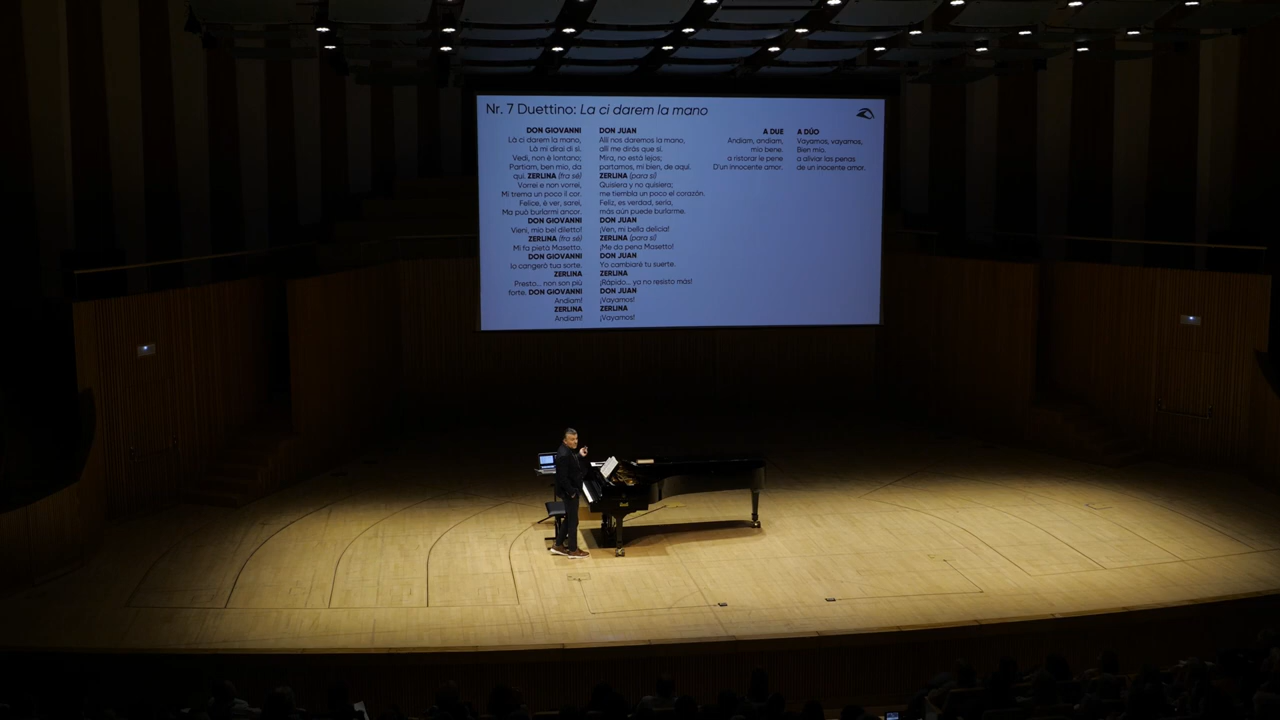 Nr. 7 Duettino: La ci darem la mano
DON GIOVANNI
Là ci darem la mano,
Là mi dirai di sì.
Vedi, non è lontano;
Partiam, ben mio, da
qui. ZERLINA (fra sé)
Vorrei e non vorrei,
Mi trema un poco il cor.
Felice, è ver, sarei,
Ma può burlarmi ancor.
DON GIOVANNI
Vieni, mio bel diletto!
ZERLINA (fra sé)
Mi fa pietà Masetto.
DON GIOVANNI
Io cangerò tua sorte.
ZERLINA
Presto... non son più
forte. DON GIOVANNI
Andiam!
ZERLINA
Andiam!
DON JUAN
Allí nos daremos la mano,
allí me dirás que sí.
Mira, no está lejos;
partamos, mi bien, de aquí.
ZERLINA (para sí)
Quisiera y no quisiera;
me tiembla un poco el corazón.
Feliz, es verdad, sería,
más aún puede burlarme.
DON JUAN
¡Ven, mi bella delicia!
ZERLINA (para sí)
¡Me da pena Masetto!
DON JUAN
Yo cambiaré tu suerte.
ZERLINA
¡Rápido... ya no resisto más!
DON JUAN
¡Vayamos!
ZERLINA
¡Vayamos!
A DUE
Andiam, andiam,
mio bene.
a ristorar le pene
D'un innocente amor.
A DÚO
Vayamos, vayamos,
Bien mío.
a aliviar las penas
de un inocente amor.